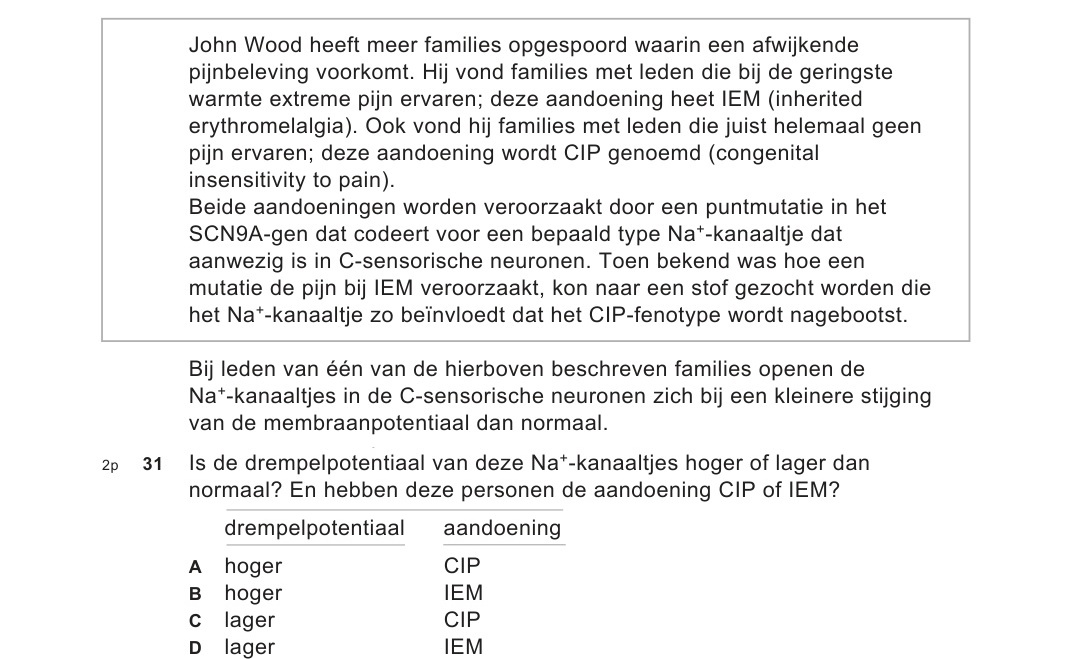 John Wood heeft meer families opgespoord waarin een afwijkende
pijnbeleving voorkomt. Hij vond families met leden die bij de geringste
warmte extreme pijn ervaren; deze aandoening heet IEM (inherited
erythromelalgia). Ook vond hij families met leden die juist helemaal geen
pijn ervaren; deze aandoening wordt CIP genoemd (congenital
insensitivity to pain).
Beide aandoeningen worden veroorzaakt door een puntmutatie in het
SCN9A-gen dat codeert voor een bepaald type Na⁺-kanaaltje dat
aanwezig is in C-sensorische neuronen. Toen bekend was hoe een
mutatie de pijn bij IEM veroorzaakt, kon naar een stof gezocht worden die
het Na⁺-kanaaltje zo beïnvloedt dat het CIP-fenotype wordt nagebootst.
Bij leden van één van de hierboven beschreven families openen de
Na⁺-kanaaltjes in de C-sensorische neuronen zich bij een kleinere stijging
van de membraanpotentiaal dan normaal.
2p 31 Is de drempelpotentiaal van deze Na⁺-kanaaltjes hoger of lager dan
normaal? En hebben deze personen de aandoening CIP of IEM?
drempelpotentiaal aandoening
A hoger CIP
B hoger IEM
C lager CIP
D lager IEM